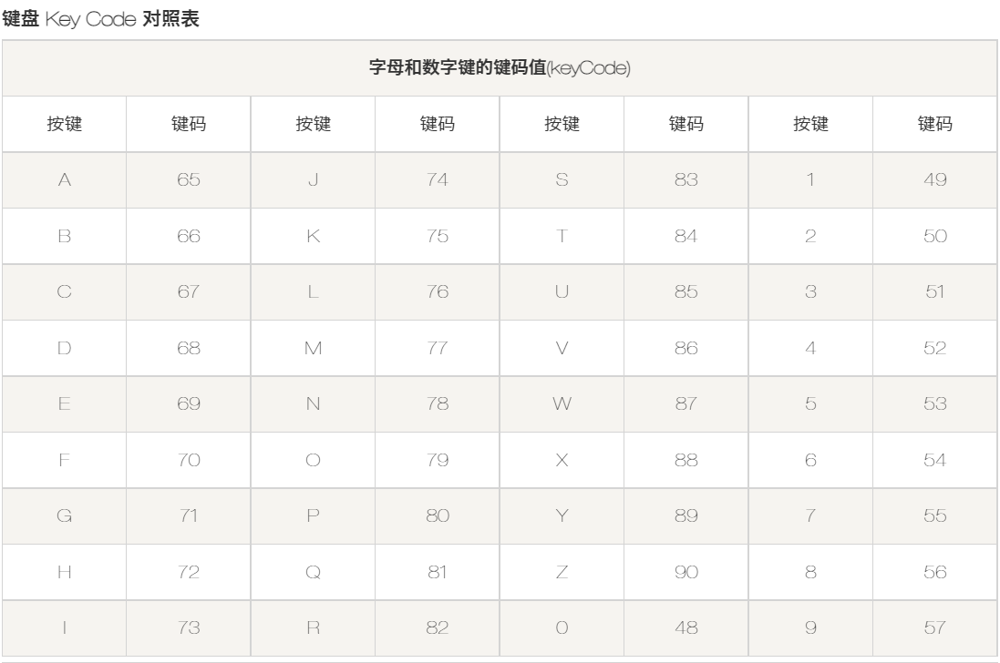 键盘 Key Code 对照表
字母和数字键的键码值(keyCode)
按键 键码 按键 键码 按键 键码 按键 键码
A 65 J 74 S 83 1 49
B 66 K 75 T 84 2 50
C 67 L 76 U 85 3 51
D 68 M 77 V 86 4 52
E 69 N 78 W 87 5 53
F 70 O 79 X 88 6 54
G 71 P 80 Y 89 7 55
H 72 Q 81 Z 90 8 56
I 73 R 82 0 48 9 57